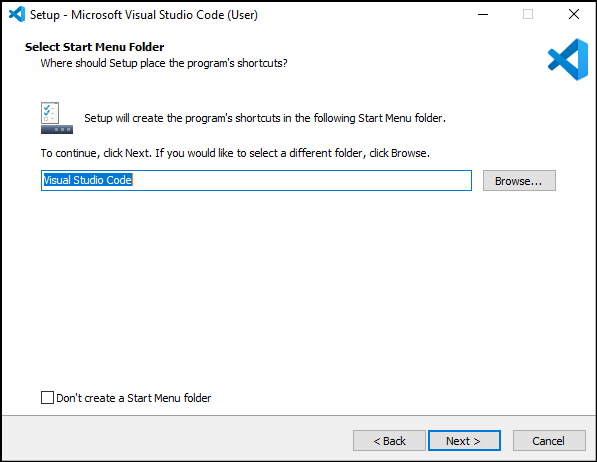 Setup - Microsoft Visual Studio Code (User)
Select Start Menu Folder
Where should Setup place the program's shortcuts?
Setup will create the program's shortcuts in the following Start Menu folder.
To continue, click Next. If you would like to select a different folder, click Browse.
Visual Studio Code
Browse...
Don't create a Start Menu folder
< Back
Next >
Cancel